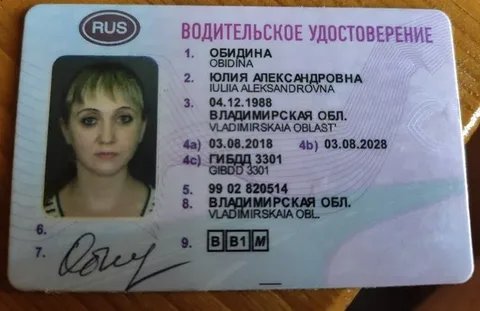 RUS
ВОДИТЕЛЬСКОЕ УДОСТОВЕРЕНИЕ
1. ОБИДИНА
OBIDINA
2. ЮЛИЯ АЛЕКСАНДРОВНА
IULIIA ALEKSANDROVNA
3. 04.12.1988
ВЛАДИМИРСКАЯ ОБЛ.
VLADIMIRSKAIA OBLAST'
4a) 03.08.2018 4b) 03.08.2028
4c) ГИБДД 3301
GIBDD 3301
5. 99 02 820514
8. ВЛАДИМИРСКАЯ ОБЛ.
VLADIMIRSKAIA OBL.
6.
7.
9. B B1 M